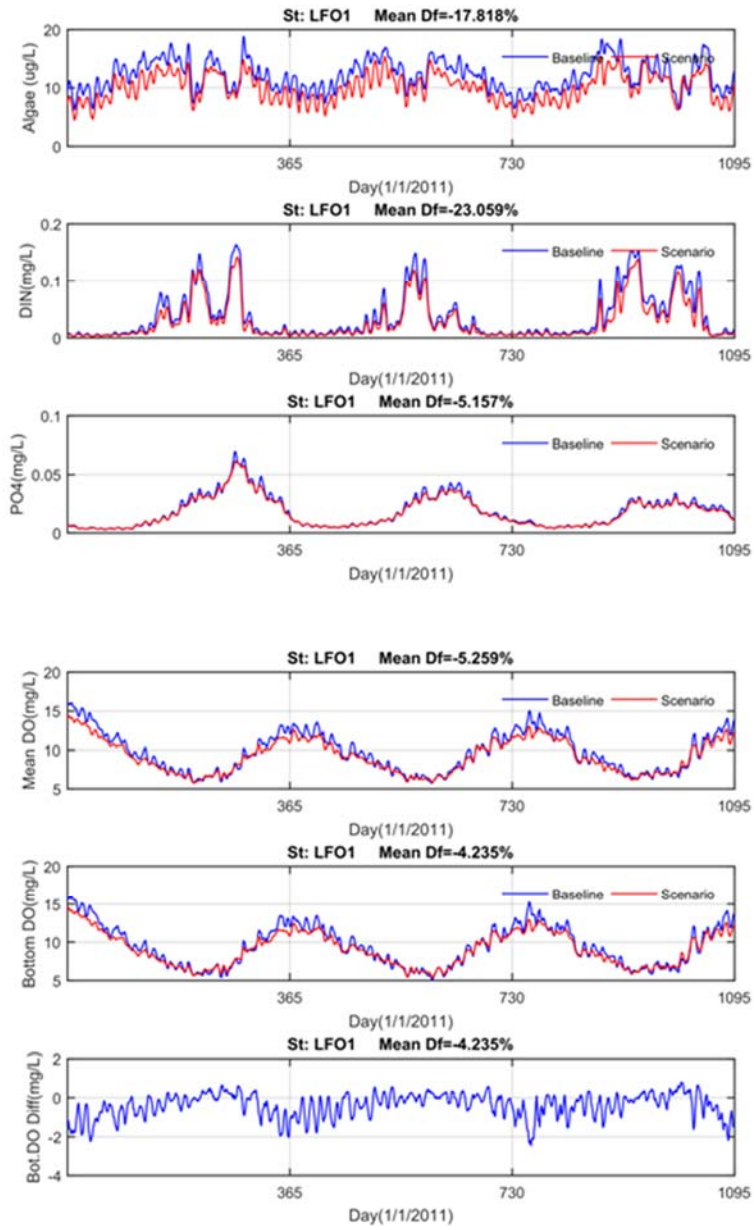 St: LFO1 Mean Df=-17.818%
20
10
0
Algae (ug/L)
Baseline Scenario
365 730 1095
Day(1/1/2011)
St: LFO1 Mean Df=-23.059%
0.2
0.1
0
DIN(mg/L)
Baseline Scenario
365 730 1095
Day(1/1/2011)
St: LFO1 Mean Df=-5.157%
0.1
0.05
0
PO4(mg/L)
Baseline Scenario
365 730 1095
Day(1/1/2011)
St: LFO1 Mean Df=-5.259%
20
15
10
5
Mean DO(mg/L)
Baseline Scenario
365 730 1095
Day(1/1/2011)
St: LFO1 Mean Df=-4.235%
20
15
10
5
Bottom DO(mg/L)
Baseline Scenario
365 730 1095
Day(1/1/2011)
St: LFO1 Mean Df=-4.235%
2
0
-2
-4
Bot.DO Diff(mg/L)
365 730 1095
Day(1/1/2011)